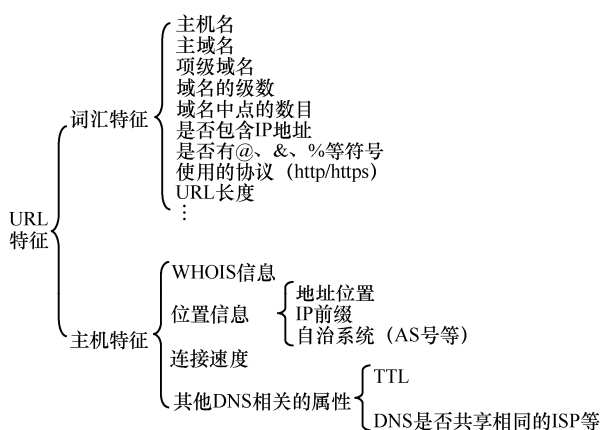 主机名
主域名
项级域名
域名的级数
域名中点的数目
词汇特征
是否包含IP地址
是否有@、&、%等符号
使用的协议（http/https）
URL长度
⋮
URL
特征
WHOIS信息
地址位置
位置信息
IP前缀
自治系统（AS号等）
主机特征
连接速度
TTL
其他DNS相关的属性
DNS是否共享相同的ISP等